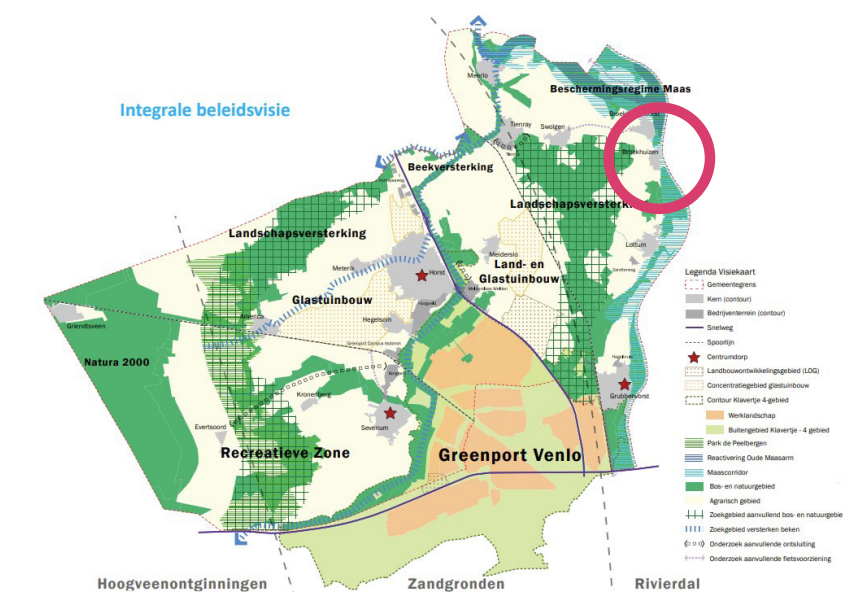 Integrale beleidsvisie
Meerlo
Beschermingsregime Maas
Tienray
Swolgen
Broekhuizen
Beekversterking
Landschapsversterking
Landschapsversterk
Lottum
Melderslo
Meterik
Horst
Land- en
Glastuinbouw
Glastuinbouw
America
Hegelsom
Griendtsveen
Natura 2000
Kronenberg
Evertsoord
Sevenum
Grubbenvorst
Recreatieve Zone
Greenport Venlo
Hoogveenontginningen
Zandgronden
Rivierdal
Legenda Visiekaart
Gemeentegrens
Kern (contour)
Bedrijventerrein (contour)
Snelweg
Spoorlijn
Centrumdorp
Landbouwontwikkelingsgebied (LOG)
Concentratiegebied glastuinbouw
Contour Klavertje 4-gebied
Werklandschap
Buitengebied Klavertje - 4 gebied
Park de Peelbergen
Reactivering Oude Maasarm
Maascorridor
Bos- en natuurgebied
Agrarisch gebied
Zoekgebied aanvullend bos- en natuurgebie
Zoekgebied versterken beken
Onderzoek aanvullende ontsluiting
Onderzoek aanvullende fietsvoorziening